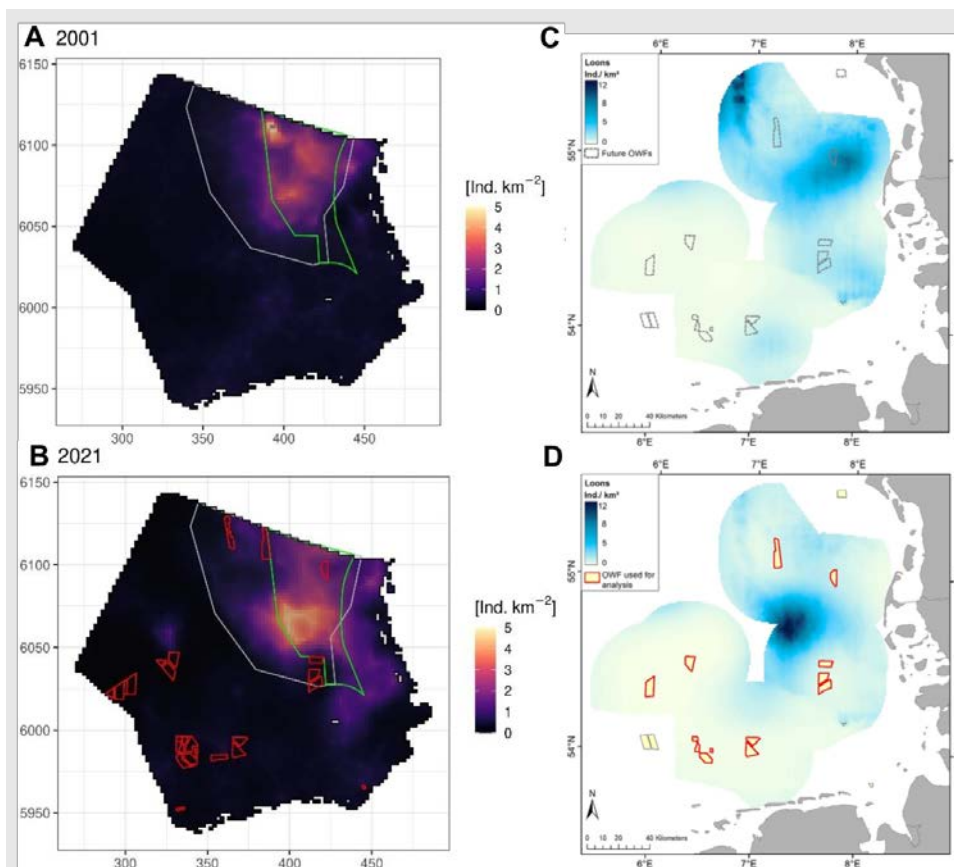 A 2001
6150
6100
6050
6000
5950
300
350
400
450
[Ind. km⁻²]
5
4
3
2
1
0
B 2021
6150
6100
6050
6000
5950
300
350
400
450
[Ind. km⁻²]
5
4
3
2
1
0
C
6°E
7°E
8°E
Loons
Ind./ km²
12
8
4
0
Future OWFs
55°N
54°N
N
0 10 20 40 Kilometers
6°E
7°E
8°E
D
6°E
7°E
8°E
Loons
Ind./ km²
12
8
4
0
OWF used for
analysis
55°N
54°N
N
0 10 20 40 Kilometers
6°E
7°E
8°E